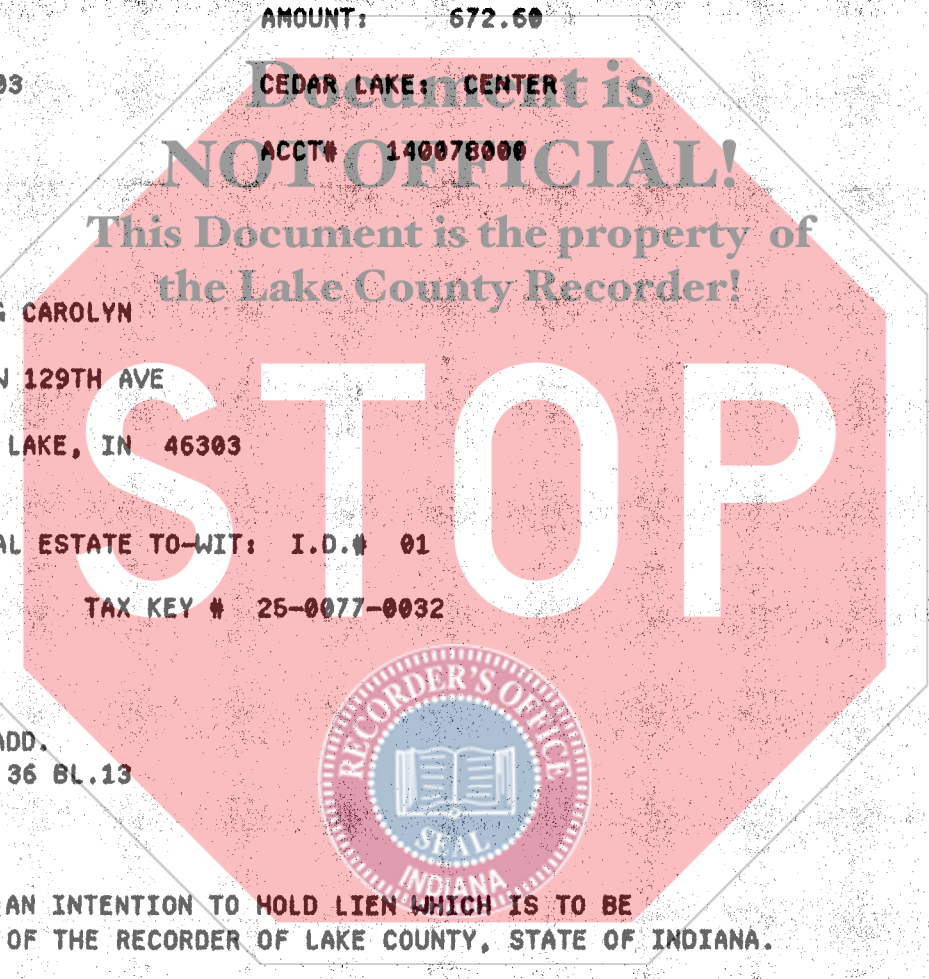 AMOUNT: 672.60
03 CEDAR LAKE: CENTER
Document is
ACCT# 140078000
NOT OFFICIAL!
This Document is the property of
the Lake County Recorder!
G CAROLYN
N 129TH AVE
LAKE, IN 46303
STOP
AL ESTATE TO-WIT: I.D.# 01
TAX KEY # 25-0077-0032
RECORDER'S OFFICE
ADD.
36 BL.13
SEAL
INDIANA
AN INTENTION TO HOLD LIEN WHICH IS TO BE
OF THE RECORDER OF LAKE COUNTY, STATE OF INDIANA.